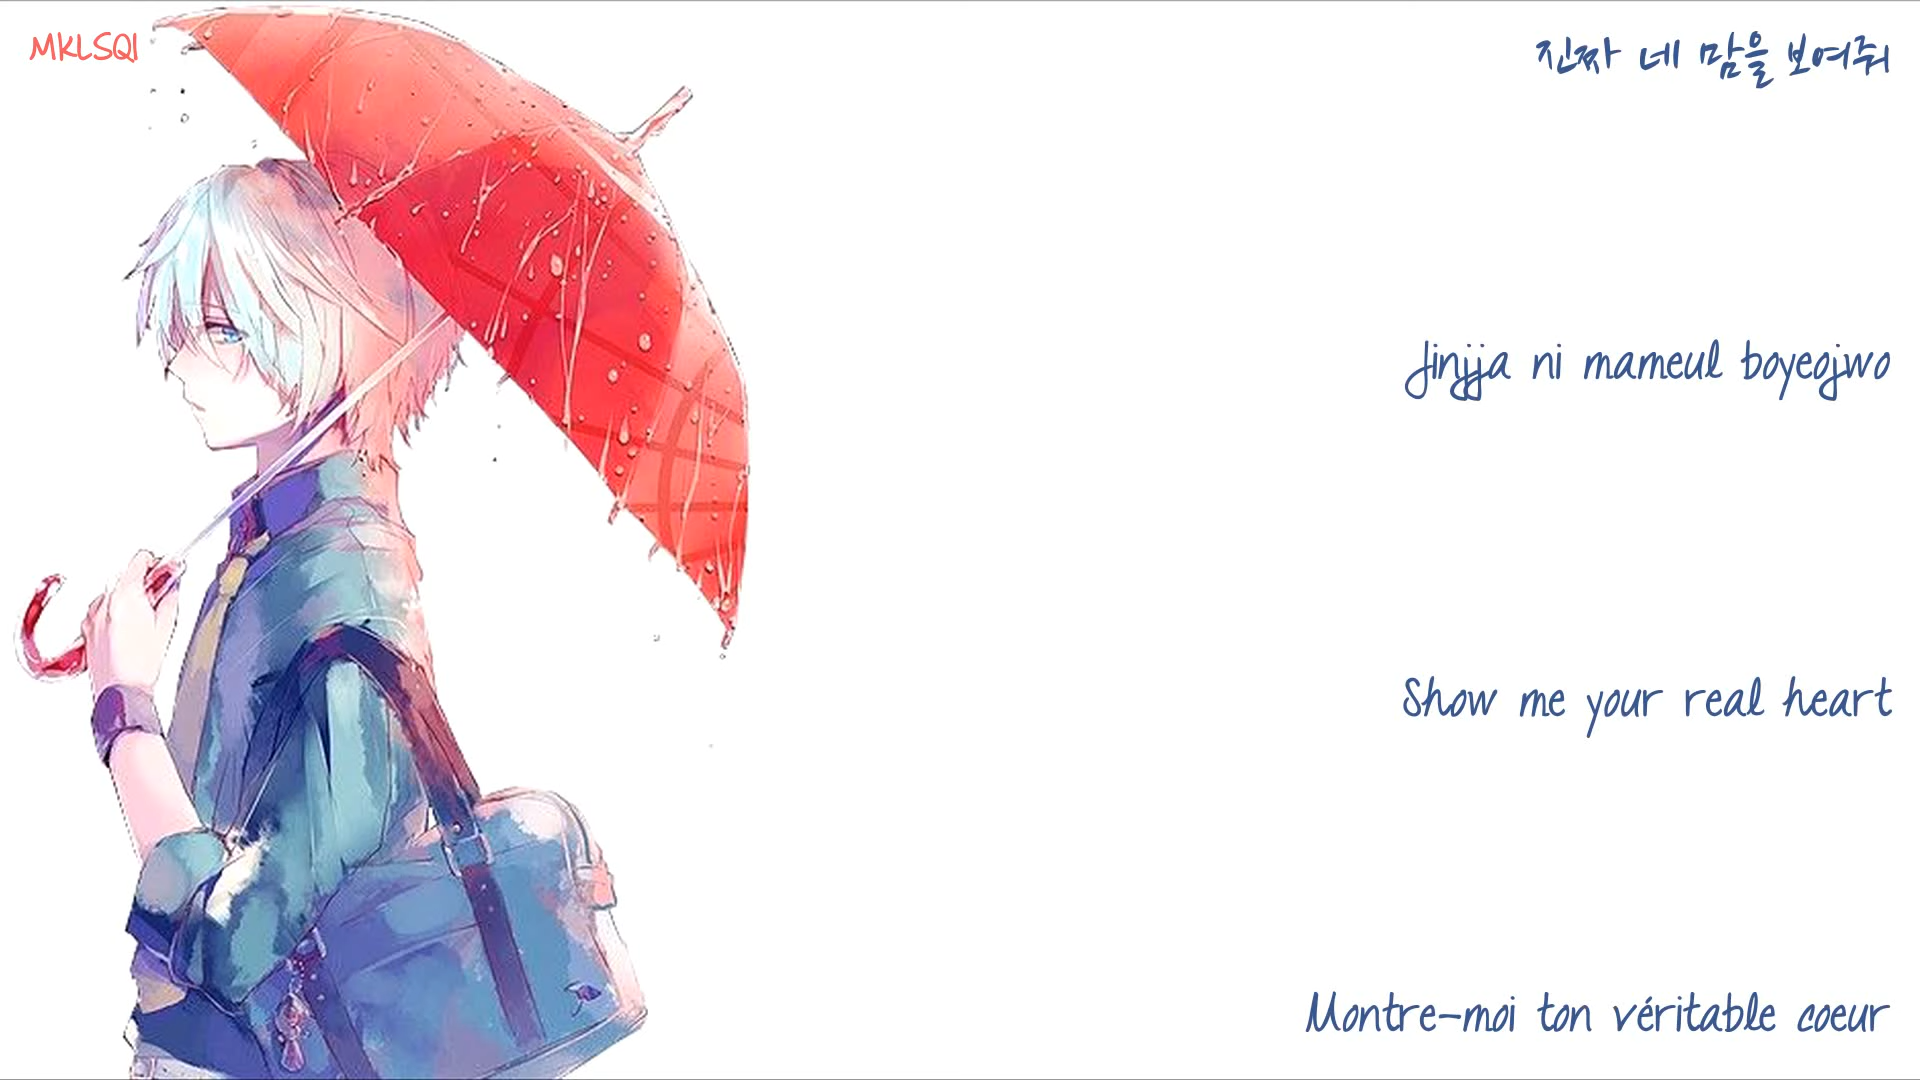 MKLSQI
진짜 네 맘을 보여줘
Jinjja ni mameul boyeojwo
Show me your real heart
Montre-moi ton véritable coeur